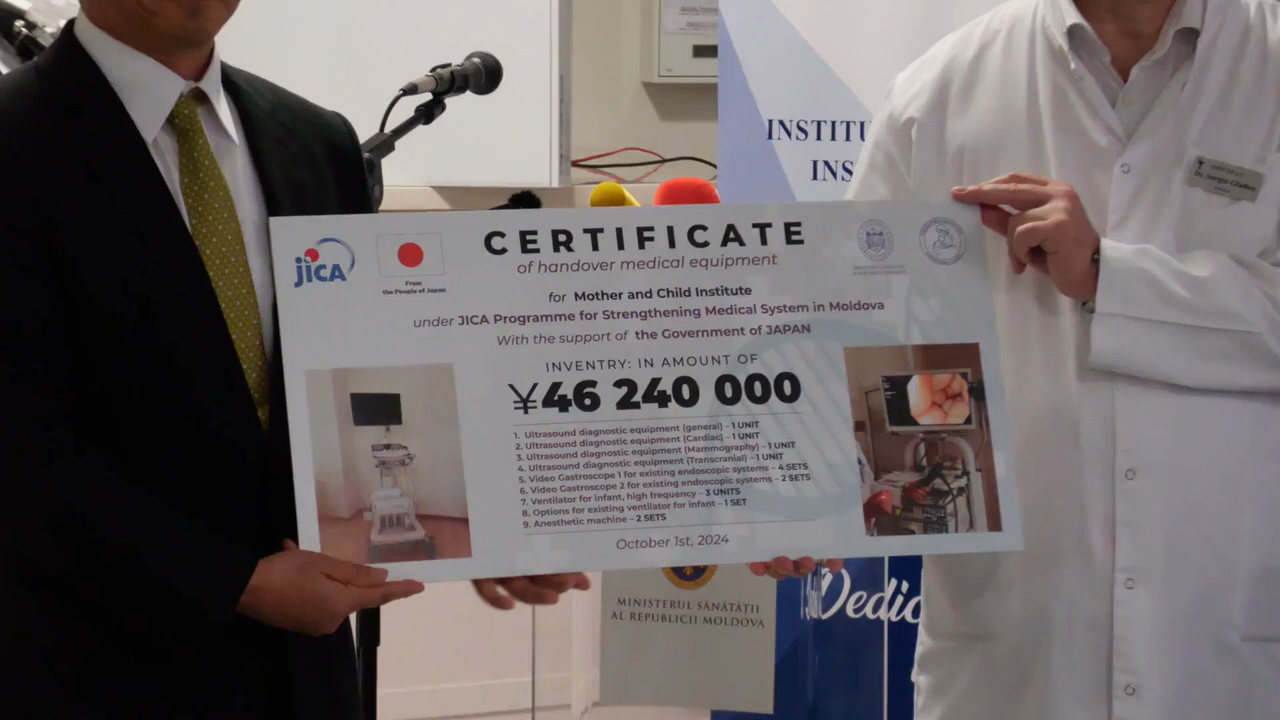 INSTITU
INS
Dr. Sergiu Gladun
CERTIFICATE
of handover medical equipment
jICA
From
the People of Japan
for Mother and Child Institute
under JICA Programme for Strengthening Medical System in Moldova
With the support of the Government of JAPAN
INVENTRY: IN AMOUNT OF
¥46 240 000
1. Ultrasound diagnostic equipment (general) – 1 UNIT
2. Ultrasound diagnostic equipment (Cardiac) – 1 UNIT
3. Ultrasound diagnostic equipment (Mammography) – 1 UNIT
4. Ultrasound diagnostic equipment (Transcranial) – 1 UNIT
5. Video Gastroscope 1 for existing endoscopic systems – 4 SETS
6. Video Gastroscope 2 for existing endoscopic systems – 2 SETS
7. Ventilator for infant, high frequency – 3 UNITS
8. Options for existing ventilator for infant – 1 SET
9. Anesthetic machine – 2 SETS
October 1st, 2024
MINISTERUL SĂNĂTĂȚII
AL REPUBLICII MOLDOVA
Dedic